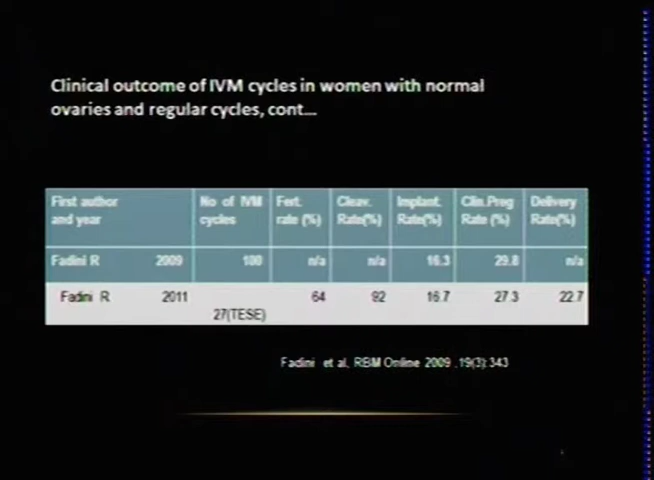 Clinical outcome of IVM cycles in women with normal
ovaries and regular cycles, cont...
First author and year No of IVM cycles Fert. rate (%) Cleav. Rate(%) Implant. Rate(%) Clin.Preg Rate (%) Delivery Rate(%)
Fadini R 2009 100 n/a n/a 16.3 29.8 n/a
Fadini R 2011 27(TESE) 64 92 16.7 27.3 22.7
Fadini et al, RBM Online 2009 ,19(3):343